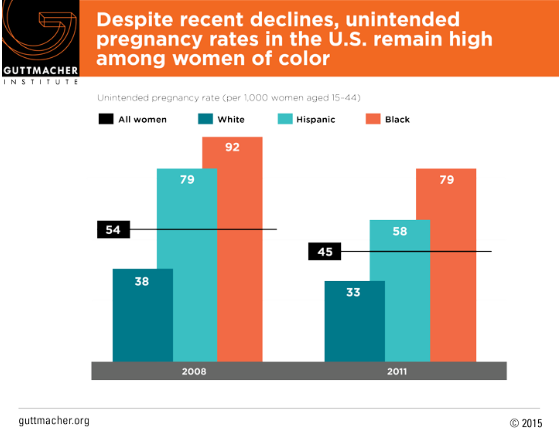 Despite recent declines, unintended
pregnancy rates in the U.S. remain high
among women of color
GUTTMACHER
INSTITUTE
Unintended pregnancy rate (per 1,000 women aged 15–44)
All women White Hispanic Black
92
79
54
38
79
58
45
33
2008 2011
guttmacher.org © 2015